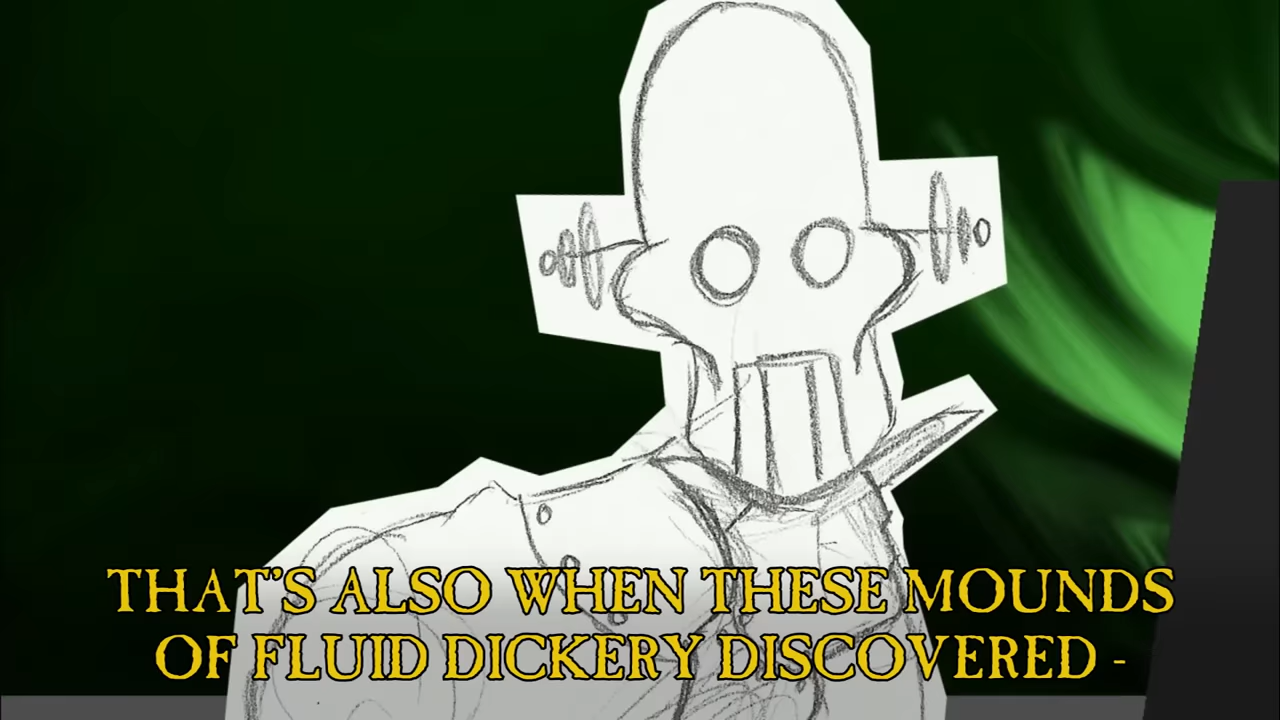 THAT'S ALSO WHEN THESE MOUNDS
OF FLUID DICKERY DISCOVERED -